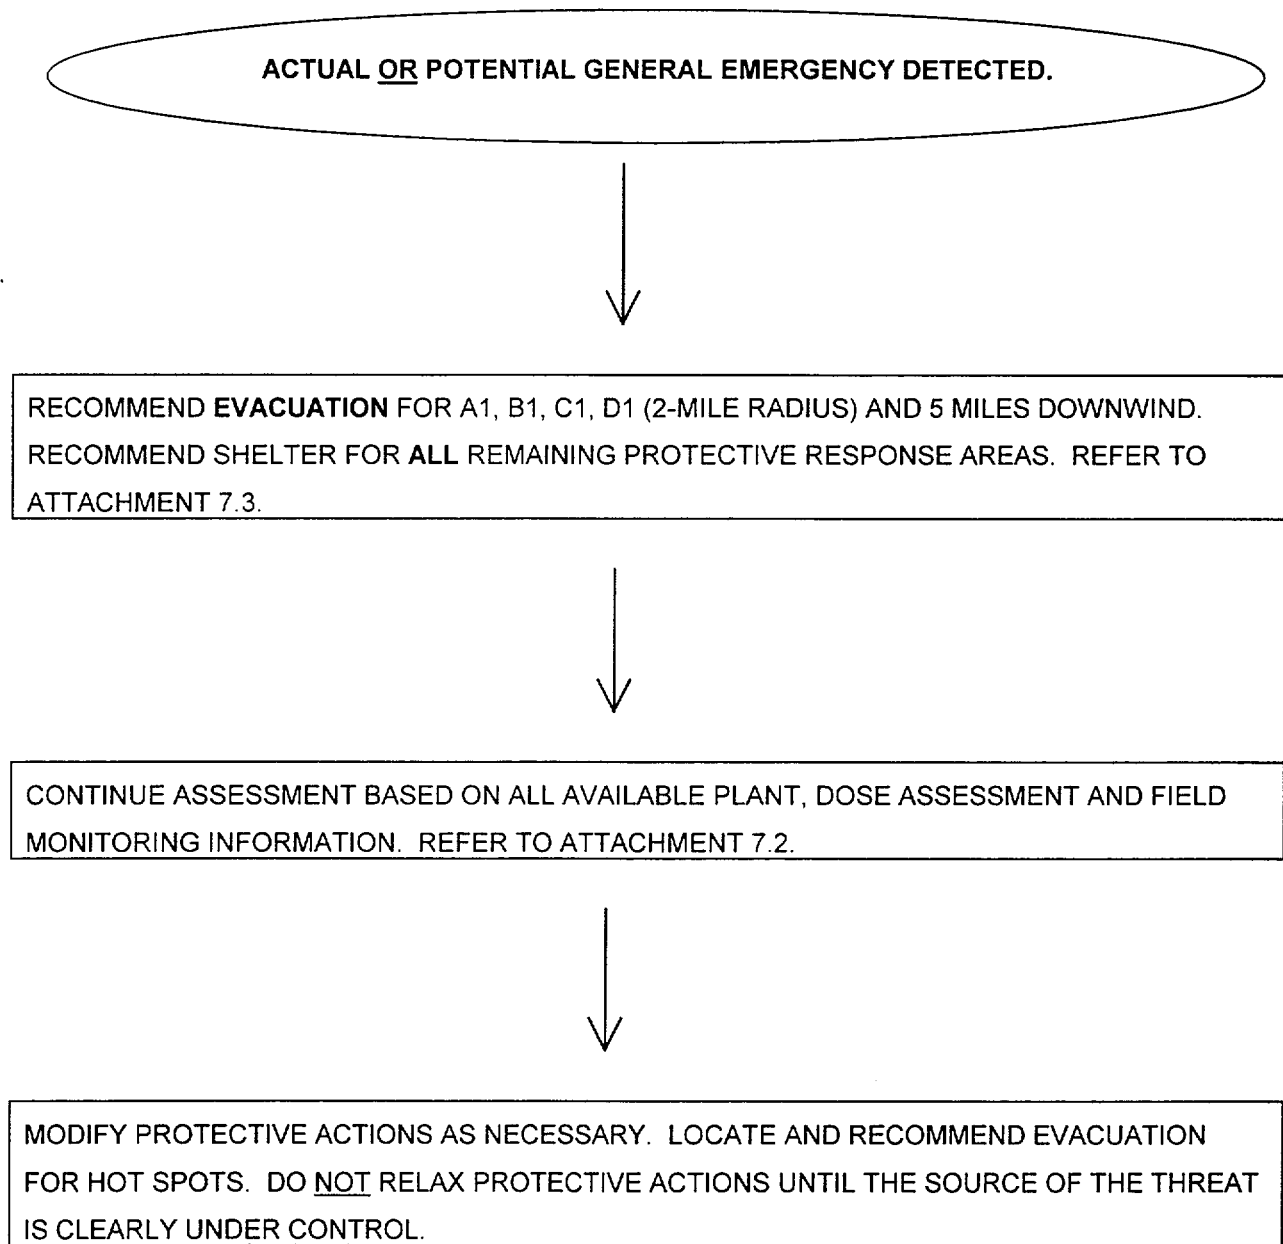 ACTUAL OR POTENTIAL GENERAL EMERGENCY DETECTED.
RECOMMEND EVACUATION FOR A1, B1, C1, D1 (2-MILE RADIUS) AND 5 MILES DOWNWIND.
RECOMMEND SHELTER FOR ALL REMAINING PROTECTIVE RESPONSE AREAS. REFER TO
ATTACHMENT 7.3.
CONTINUE ASSESSMENT BASED ON ALL AVAILABLE PLANT, DOSE ASSESSMENT AND FIELD
MONITORING INFORMATION. REFER TO ATTACHMENT 7.2.
MODIFY PROTECTIVE ACTIONS AS NECESSARY. LOCATE AND RECOMMEND EVACUATION
FOR HOT SPOTS. DO NOT RELAX PROTECTIVE ACTIONS UNTIL THE SOURCE OF THE THREAT
IS CLEARLY UNDER CONTROL.